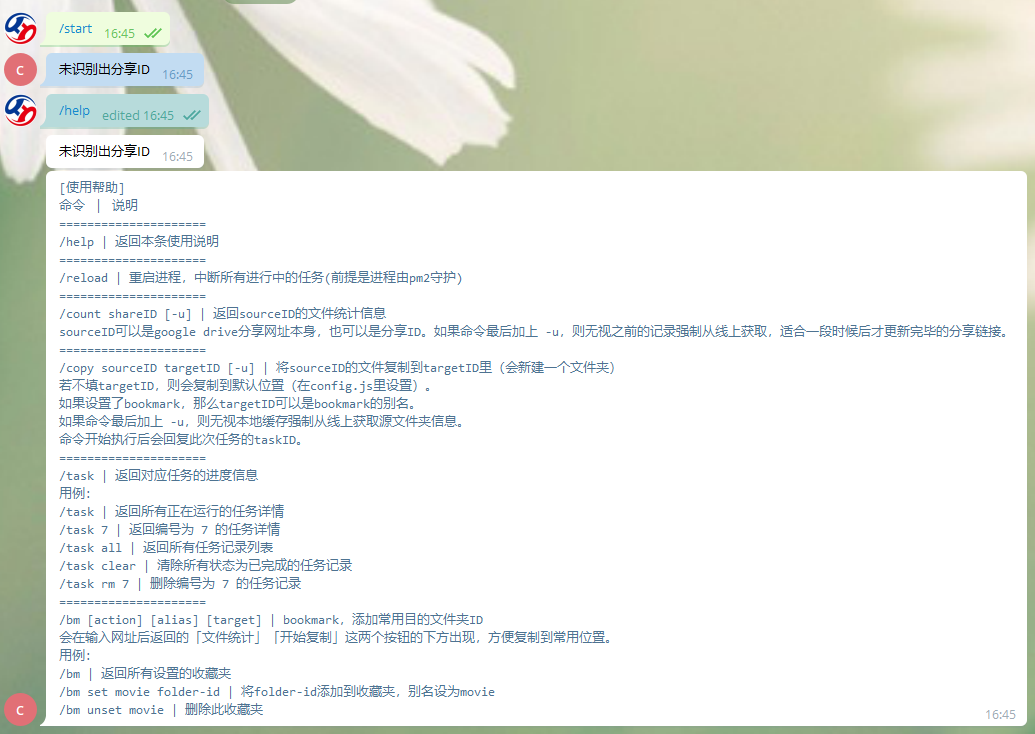 /start 16:45
C
未识别出分享ID 16:45
/help edited 16:45
未识别出分享ID 16:45
[使用帮助]
命令 | 说明
=====================
/help | 返回本条使用说明
=====================
/reload | 重启进程，中断所有进行中的任务(前提是进程由pm2守护)
=====================
/count shareID [-u] | 返回sourceID的文件统计信息
sourceID可以是google drive分享网址本身，也可以是分享ID。如果命令最后加上 -u，则无视之前的记录强制从线上获取，适合一段时候后才更新完毕的分享链接。
=====================
/copy sourceID targetID [-u] | 将sourceID的文件复制到targetID里（会新建一个文件夹）
若不填targetID，则会复制到默认位置（在config.js里设置）。
如果设置了bookmark，那么targetID可以是bookmark的别名。
如果命令最后加上 -u，则无视本地缓存强制从线上获取源文件夹信息。
命令开始执行后会回复此次任务的taskID。
=====================
/task | 返回对应任务的进度信息
用例:
/task | 返回所有正在运行的任务详情
/task 7 | 返回编号为 7 的任务详情
/task all | 返回所有任务记录列表
/task clear | 清除所有状态为已完成的任务记录
/task rm 7 | 删除编号为 7 的任务记录
=====================
/bm [action] [alias] [target] | bookmark，添加常用目的文件夹ID
会在输入网址后返回的「文件统计」「开始复制」这两个按钮的下方出现，方便复制到常用位置。
用例:
/bm | 返回所有设置的收藏夹
/bm set movie folder-id | 将folder-id添加到收藏夹，别名设为movie
/bm unset movie | 删除此收藏夹
C
16:45